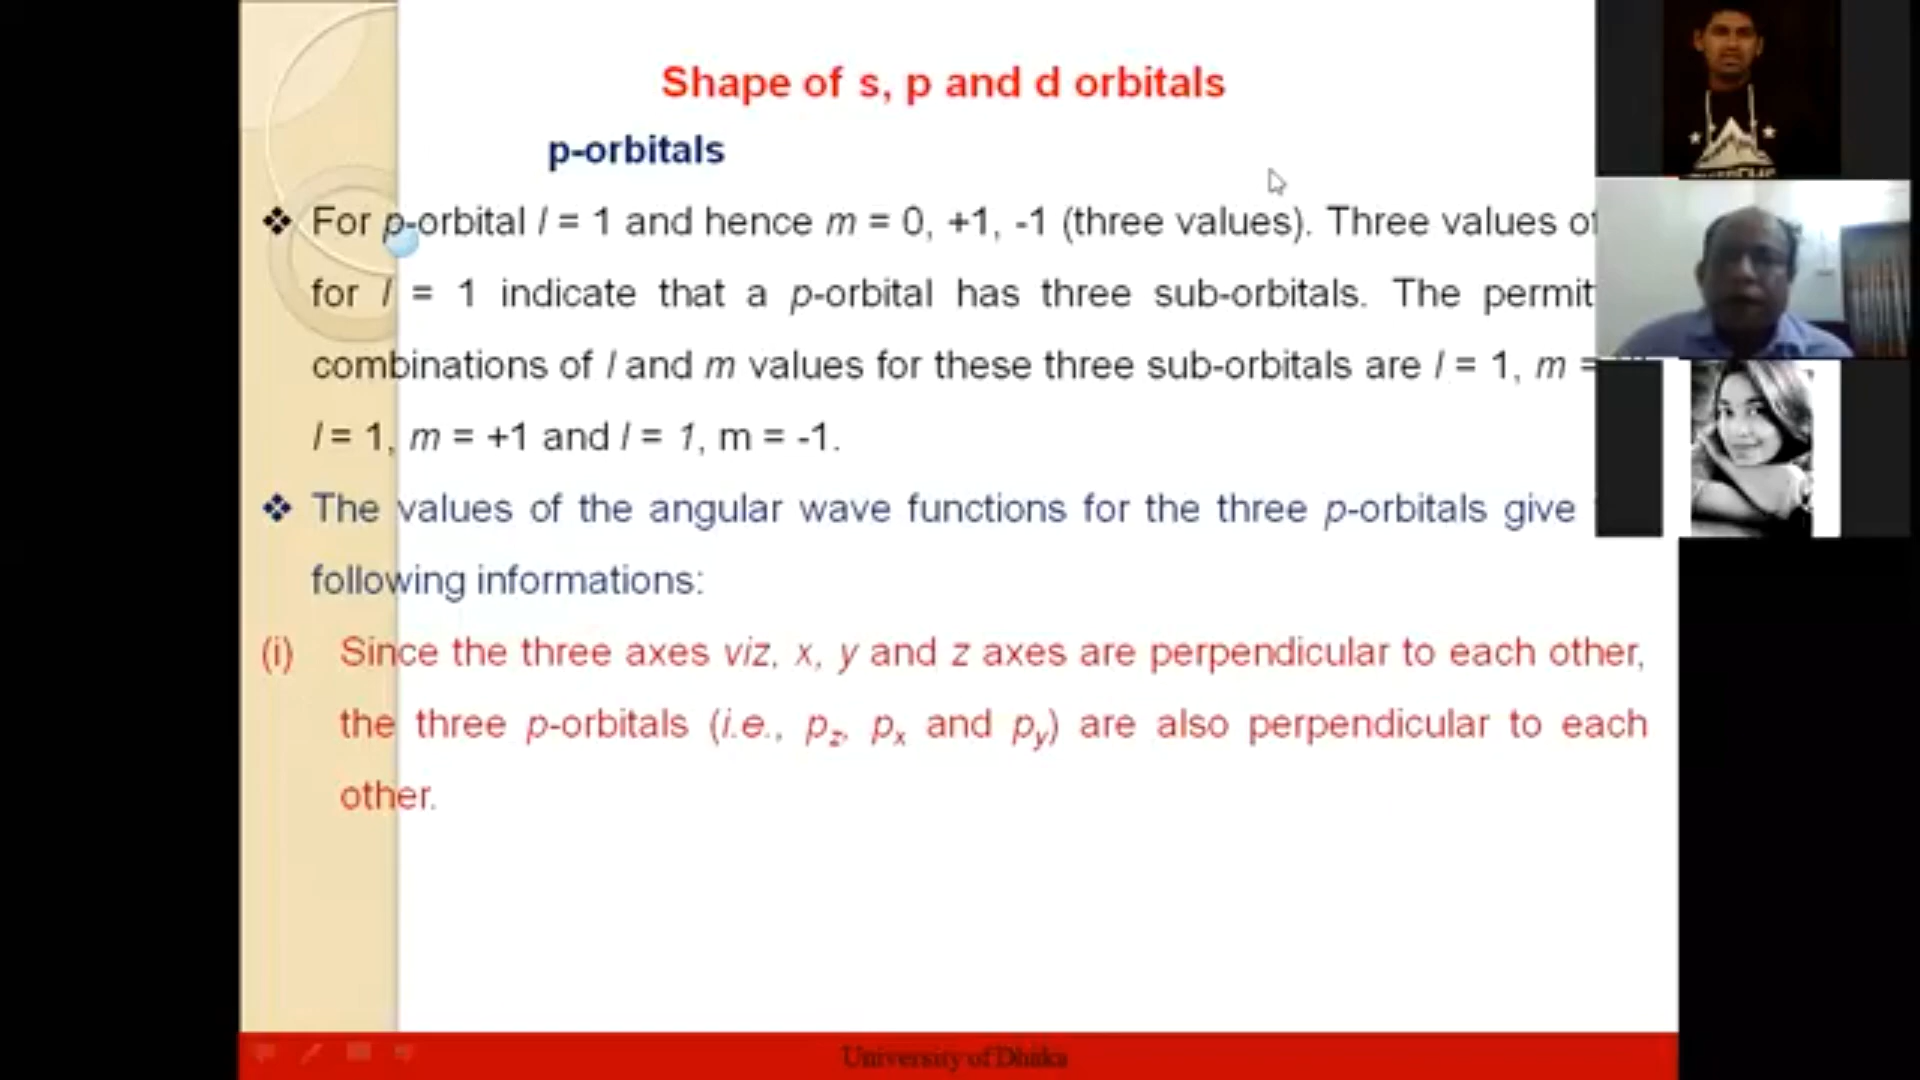 Shape of s, p and d orbitals
p-orbitals
❖ For p-orbital l = 1 and hence m = 0, +1, -1 (three values). Three values of
for l = 1 indicate that a p-orbital has three sub-orbitals. The permit
combinations of l and m values for these three sub-orbitals are l = 1, m =
l = 1, m = +1 and l = 1, m = -1.
❖ The values of the angular wave functions for the three p-orbitals give
following informations:
(i) Since the three axes viz, x, y and z axes are perpendicular to each other,
the three p-orbitals (i.e., pz, px and py) are also perpendicular to each
other.
University of Dhaka